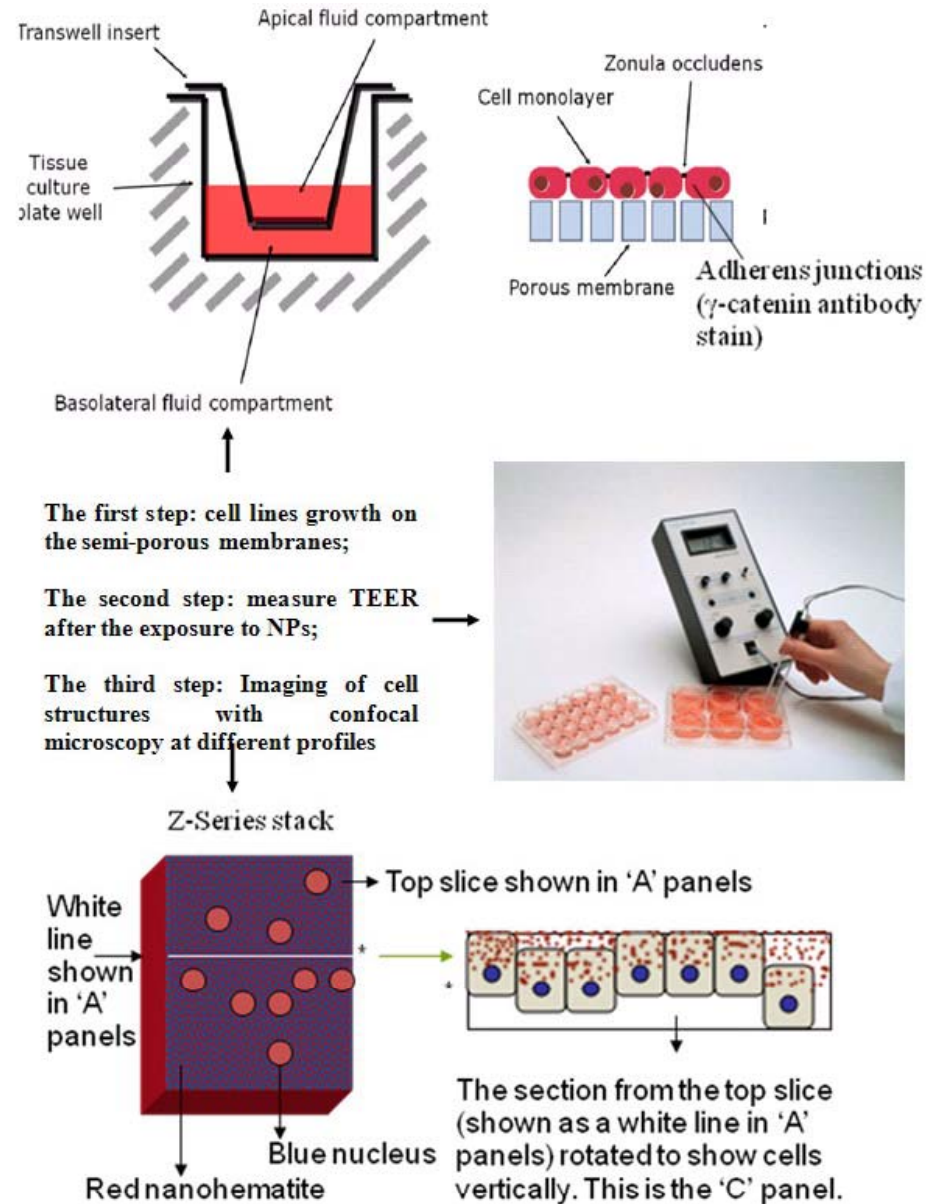 Apical fluid compartment
Transwell insert
Zonula occludens
Cell monolayer
Tissue
culture
plate well
Porous membrane
Adherens junctions
(γ-catenin antibody
stain)
Basolateral fluid compartment
The first step: cell lines growth on
the semi-porous membranes;
The second step: measure TEER
after the exposure to NPs;
The third step: Imaging of cell
structures with confocal
microscopy at different profiles
Z-Series stack
Top slice shown in 'A' panels
White
line
shown
in 'A'
panels
*
*
Blue nucleus
Red nanohematite
The section from the top slice
(shown as a white line in 'A'
panels) rotated to show cells
vertically. This is the 'C' panel.